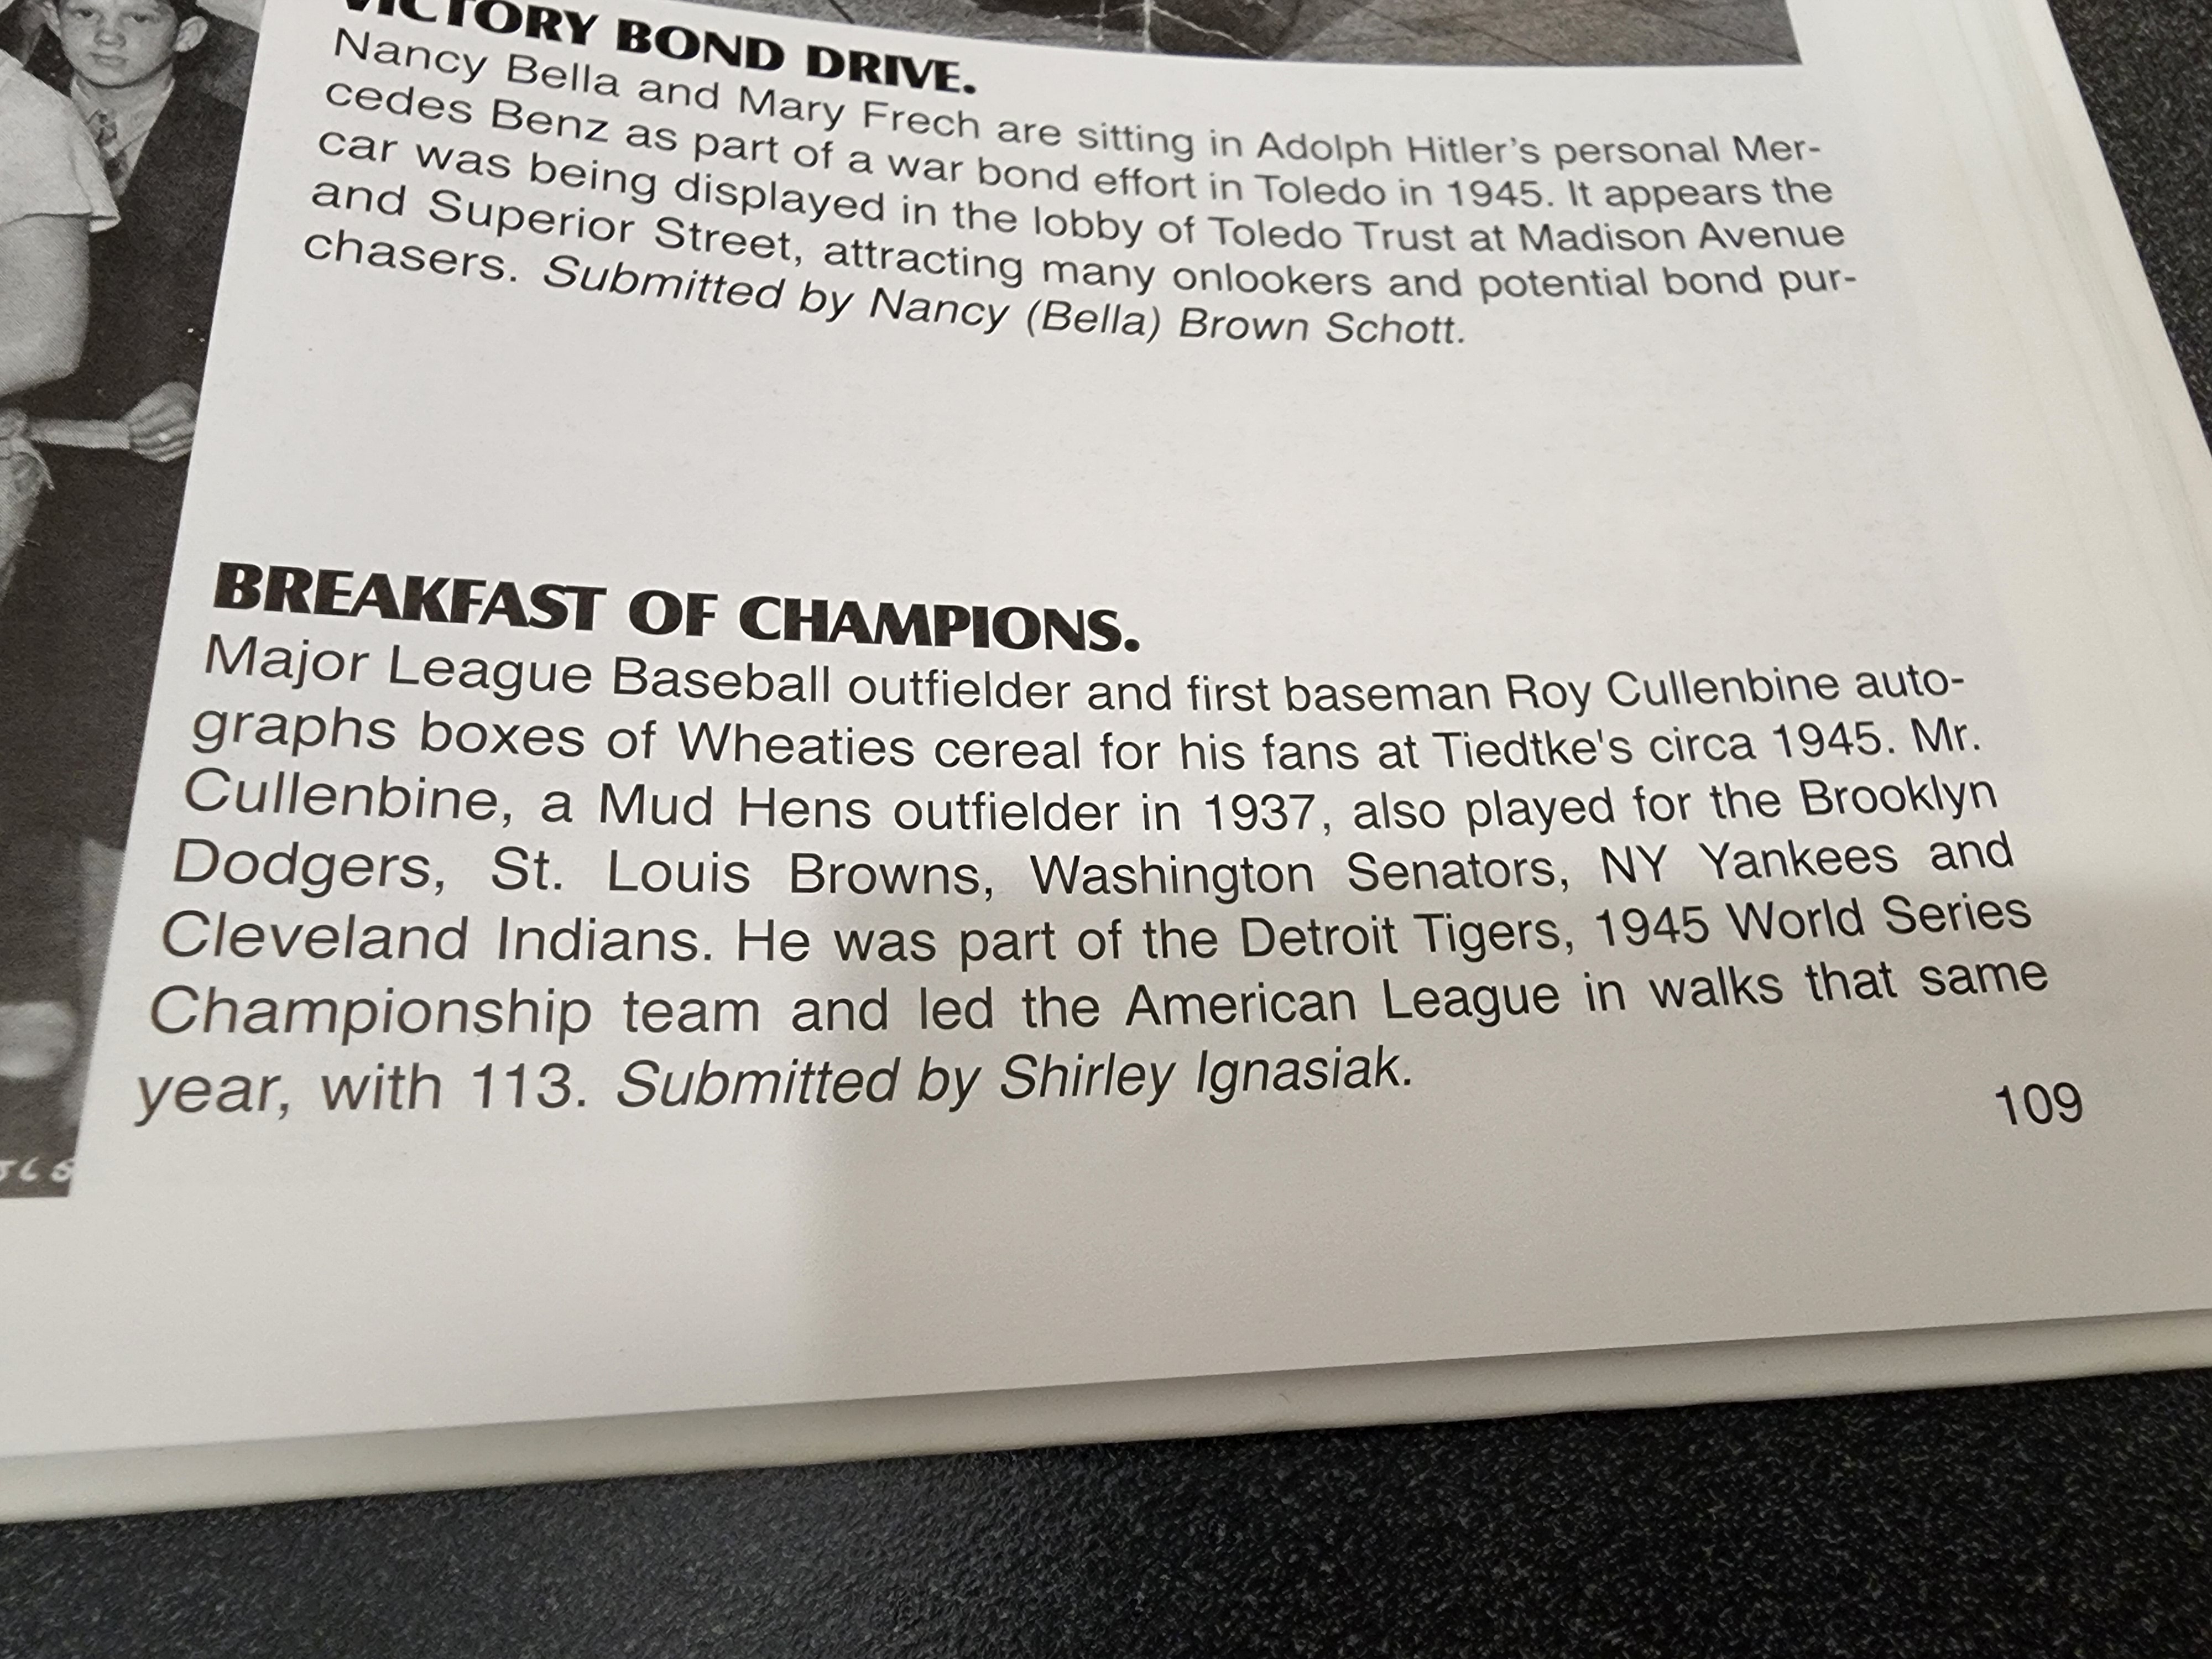 VICTORY BOND DRIVE.
Nancy Bella and Mary Frech are sitting in Adolph Hitler's personal Mer-
cedes Benz as part of a war bond effort in Toledo in 1945. It appears the
car was being displayed in the lobby of Toledo Trust at Madison Avenue
and Superior Street, attracting many onlookers and potential bond pur-
chasers. Submitted by Nancy (Bella) Brown Schott.
BREAKFAST OF CHAMPIONS.
Major League Baseball outfielder and first baseman Roy Cullenbine auto-
graphs boxes of Wheaties cereal for his fans at Tiedtke's circa 1945. Mr.
Cullenbine, a Mud Hens outfielder in 1937, also played for the Brooklyn
Dodgers, St. Louis Browns, Washington Senators, NY Yankees and
Cleveland Indians. He was part of the Detroit Tigers, 1945 World Series
Championship team and led the American League in walks that same
year, with 113. Submitted by Shirley Ignasiak.
109